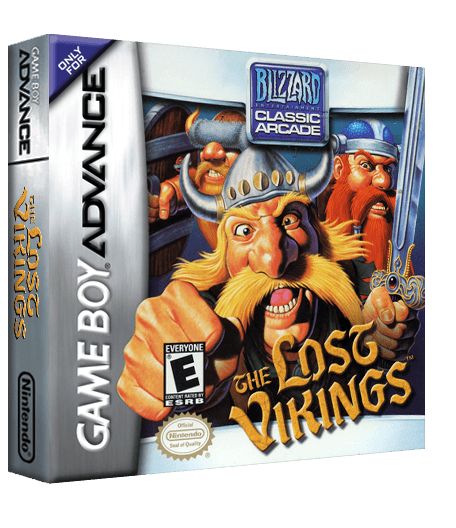 GAME BOY
ADVANCE
THE
LOST
VIKINGS
Nintendo®
ONLY
FOR
GAME BOY ADVANCE
BLIZZARD
ENTERTAINMENT
CLASSIC
ARCADE
EVERYONE
E
CONTENT RATED BY
ESRB
Official
Nintendo
Seal of Quality
THE LOST
VIKINGS™